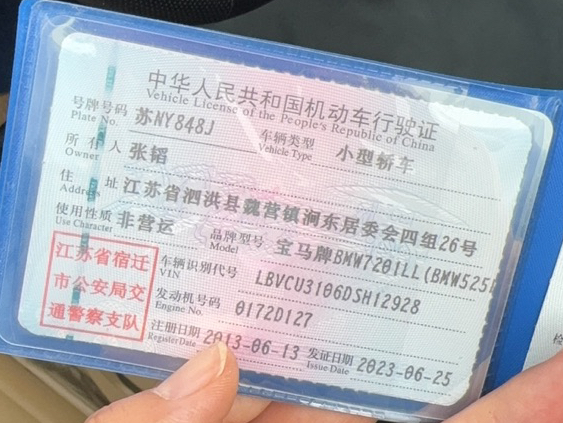 中华人民共和国机动车行驶证
Vehicle License of the People's Republic of China
号牌号码 苏NY848J 车辆类型 小型轿车
Plate No. Vehicle Type
所有人 张韬
Owner
住址 江苏省泗洪县魏营镇涧东居委会四组26号
Address
使用性质 非营运 品牌型号 宝马牌BMW7201LL(BMW525
Use Character Model
江苏省宿迁
市公安局交
通警察支队
车辆识别代号 LBVCU3106DSH12928
VIN
发动机号码 0172D127
Engine No.
注册日期 2013-06-13 发证日期 2023-06-25
Register Date Issue Date